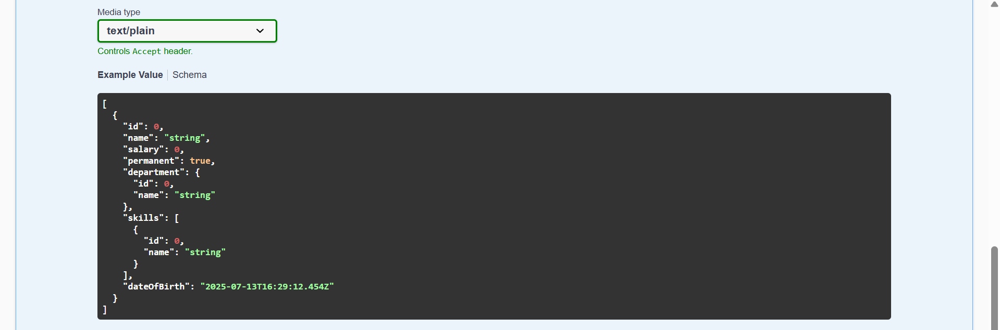 Media type
text/plain
Controls Accept header.
Example Value | Schema
[
  {
    "id": 0,
    "name": "string",
    "salary": 0,
    "permanent": true,
    "department": {
      "id": 0,
      "name": "string"
    },
    "skills": [
      {
        "id": 0,
        "name": "string"
      }
    ],
    "dateOfBirth": "2025-07-13T16:29:12.454Z"
  }
]